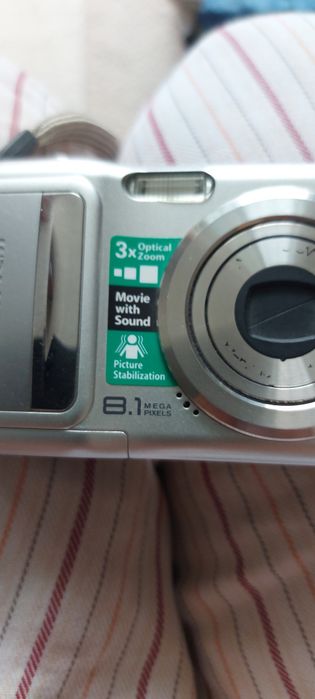 3x Optical
Zoom
Movie
with
Sound
Picture
Stabilization
8.1 MEGA
PIXELS